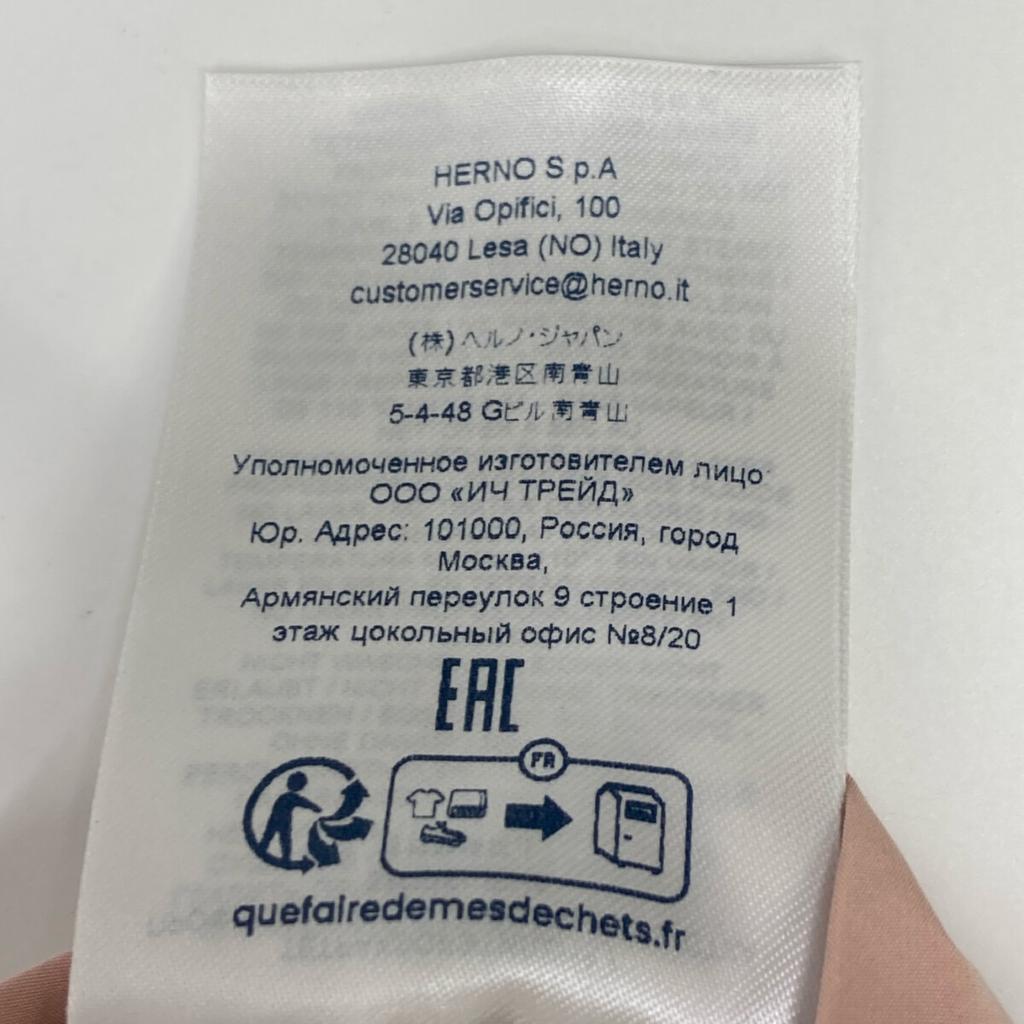 HERNO S p.A
Via Opifici, 100
28040 Lesa (NO) Italy
customerservice@herno.it
(株)ヘルノ・ジャパン
東京都港区南青山
5-4-48 Gビル南青山
Уполномоченное изготовителем лицо
ООО «ИЧ ТРЕЙД»
Юр. Адрес: 101000, Россия, город
Москва,
Армянский переулок 9 строение 1
этаж цокольный офис №8/20
EAC
FR
quefairedemesdechets.fr